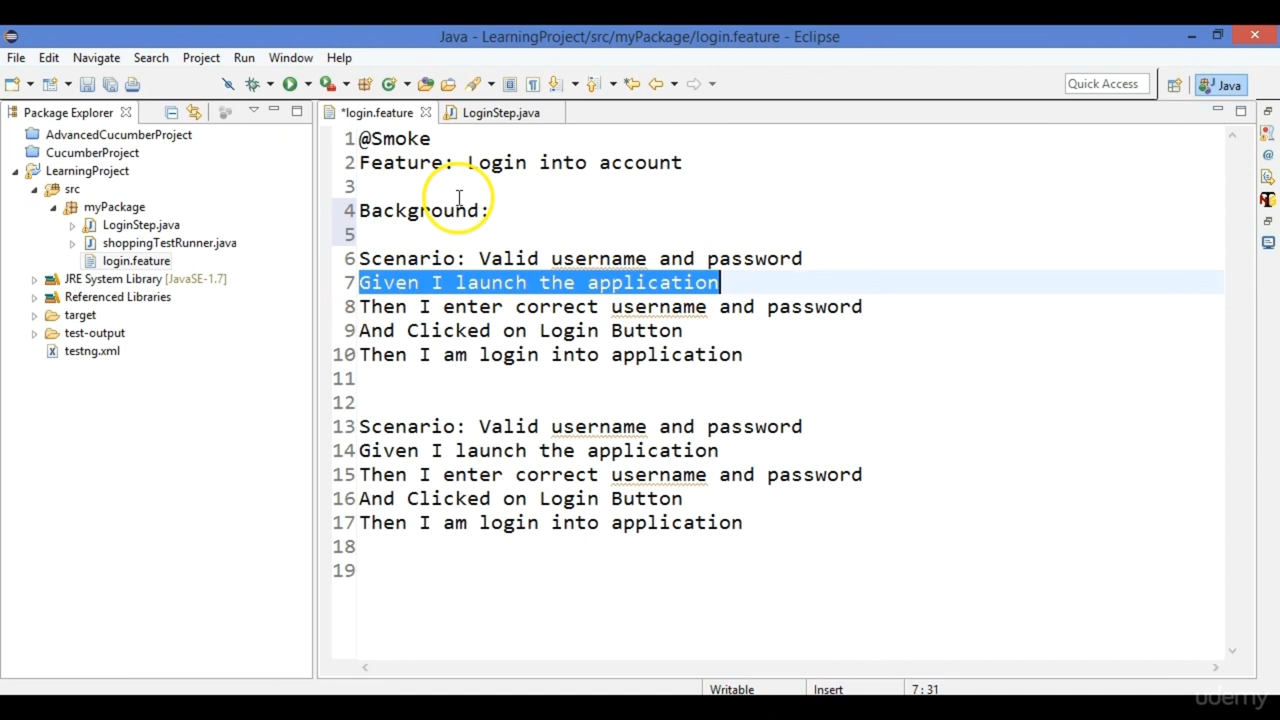 Java - LearningProject/src/myPackage/login.feature - Eclipse
File Edit Navigate Search Project Run Window Help
Quick Access
Java
Package Explorer
*login.feature
LoginStep.java
AdvancedCucumberProject
CucumberProject
LearningProject
src
myPackage
LoginStep.java
shoppingTestRunner.java
login.feature
JRE System Library [JavaSE-1.7]
Referenced Libraries
target
test-output
testng.xml
1 @Smoke
2 Feature: Login into account
3
4 Background:
5
6 Scenario: Valid username and password
7 Given I launch the application
8 Then I enter correct username and password
9 And Clicked on Login Button
10 Then I am login into application
11
12
13 Scenario: Valid username and password
14 Given I launch the application
15 Then I enter correct username and password
16 And Clicked on Login Button
17 Then I am login into application
18
19
Writable Insert 7 : 31
udemy